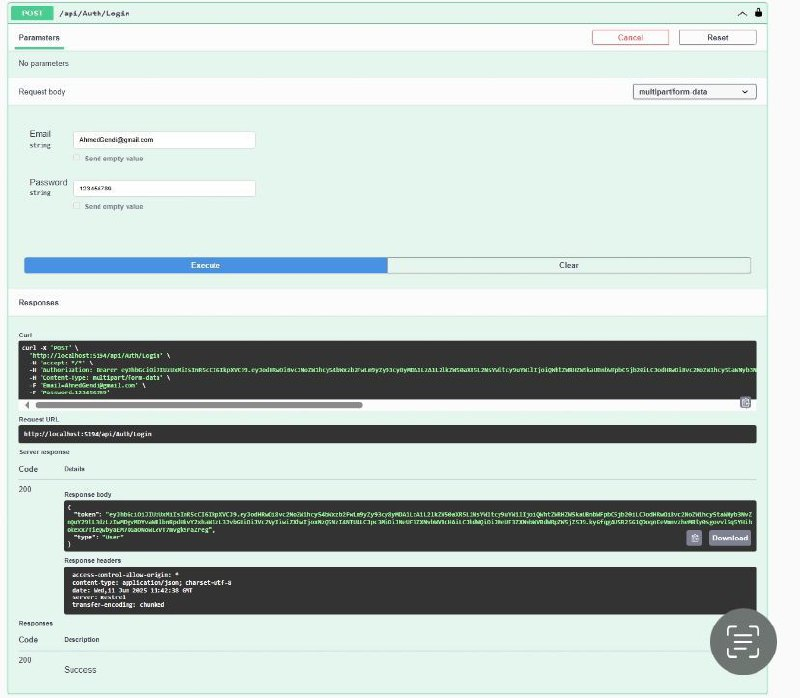 POST /api/Auth/Login
Parameters
Cancel
Reset
No parameters
Request body
multipart/form-data
Email
string
AhmedGendi@gmail.com
Send empty value
Password
string
123456789
Send empty value
Execute
Clear
Responses
Curl
curl -X 'POST' \
'http://localhost:5194/api/Auth/Login' \
-H 'accept: */*' \
-H 'Authorization: Bearer
-H 'Content-Type: multipart/form-data' \
-F 'Email=AhmedGendi@gmail.com' \
-F 'Password=123456789'
Request URL
http://localhost:5194/api/Auth/Login
Server response
Code
Details
200
Response body
{
"token":
"type": "User"
}
Download
Response headers
access-control-allow-origin: *
content-type: application/json; charset=utf-8
date: Wed,11 Jun 2025 13:42:38 GMT
server: Kestrel
transfer-encoding: chunked
Responses
Code
Description
200
Success